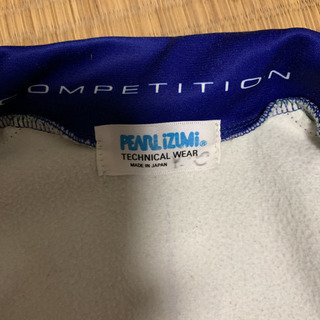 COMPETITION
PEARL iZUMi®
TECHNICAL WEAR
MADE IN JAPAN